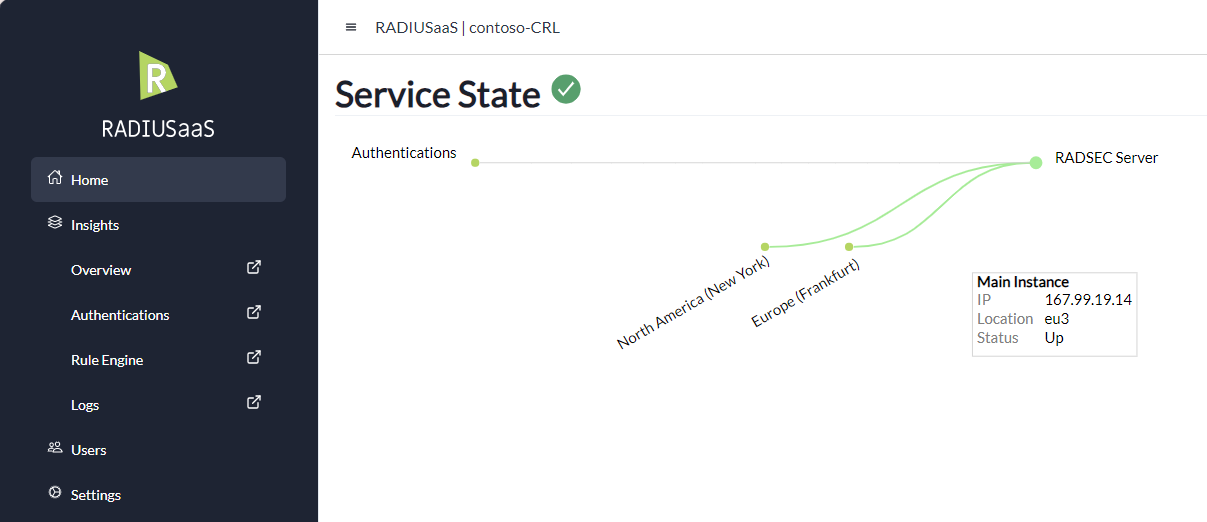 R
RADIUSaaS
Home
Insights
Overview
Authentications
Rule Engine
Logs
Users
Settings
RADIUSaaS | contoso-CRL
Service State
Authentications
RADSEC Server
North America (New York)
Europe (Frankfurt)
Main Instance
IP 167.99.19.14
Location eu3
Status Up